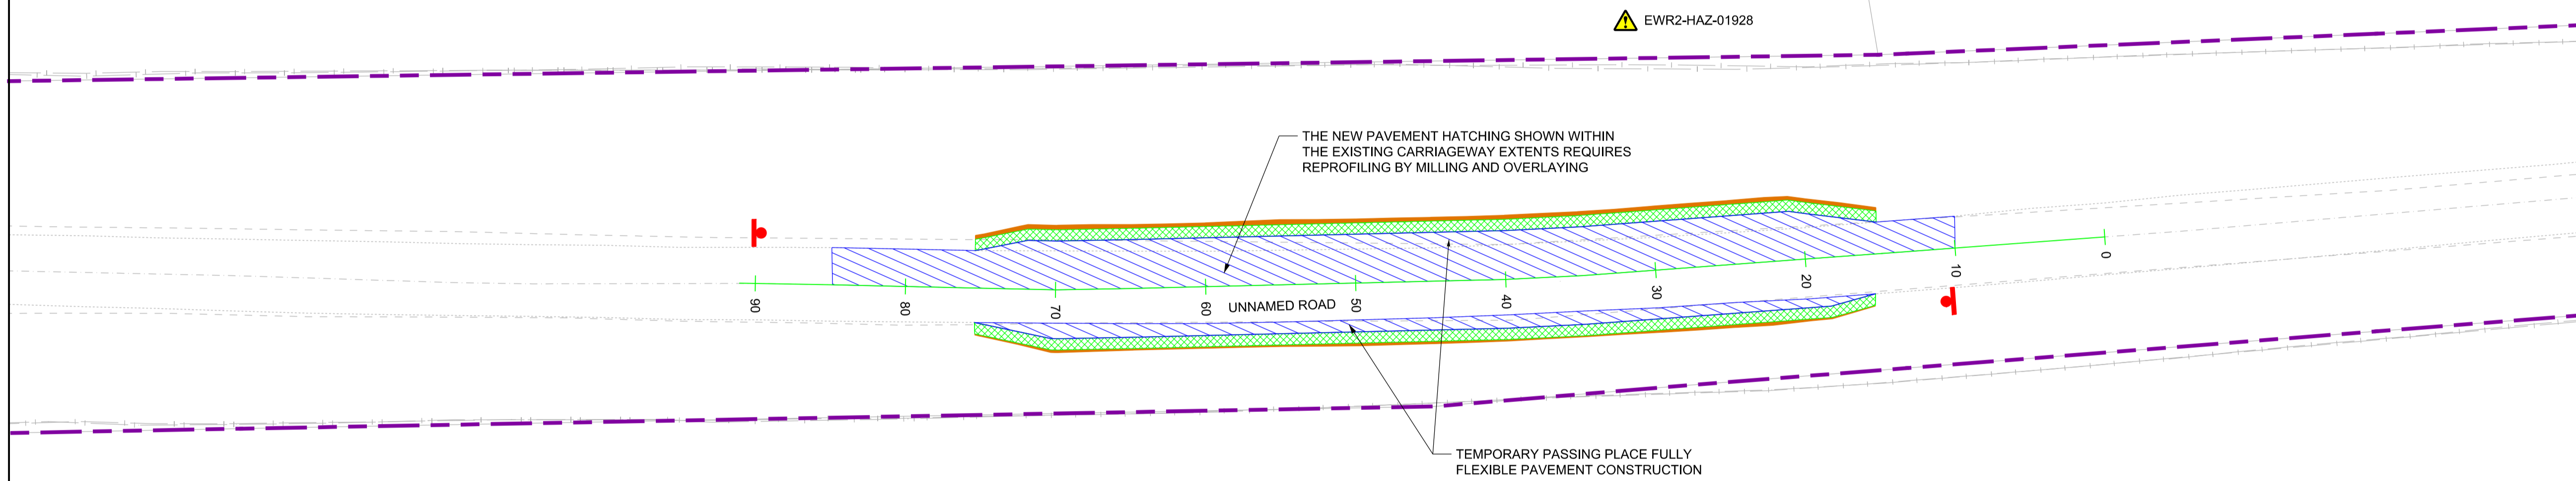 EWR2-HAZ-01928
THE NEW PAVEMENT HATCHING SHOWN WITHIN
THE EXISTING CARRIAGEWAY EXTENTS REQUIRES
REPROFILING BY MILLING AND OVERLAYING
90
80
70
60
50
40
30
20
10
0
UNNAMED ROAD
TEMPORARY PASSING PLACE FULLY
FLEXIBLE PAVEMENT CONSTRUCTION